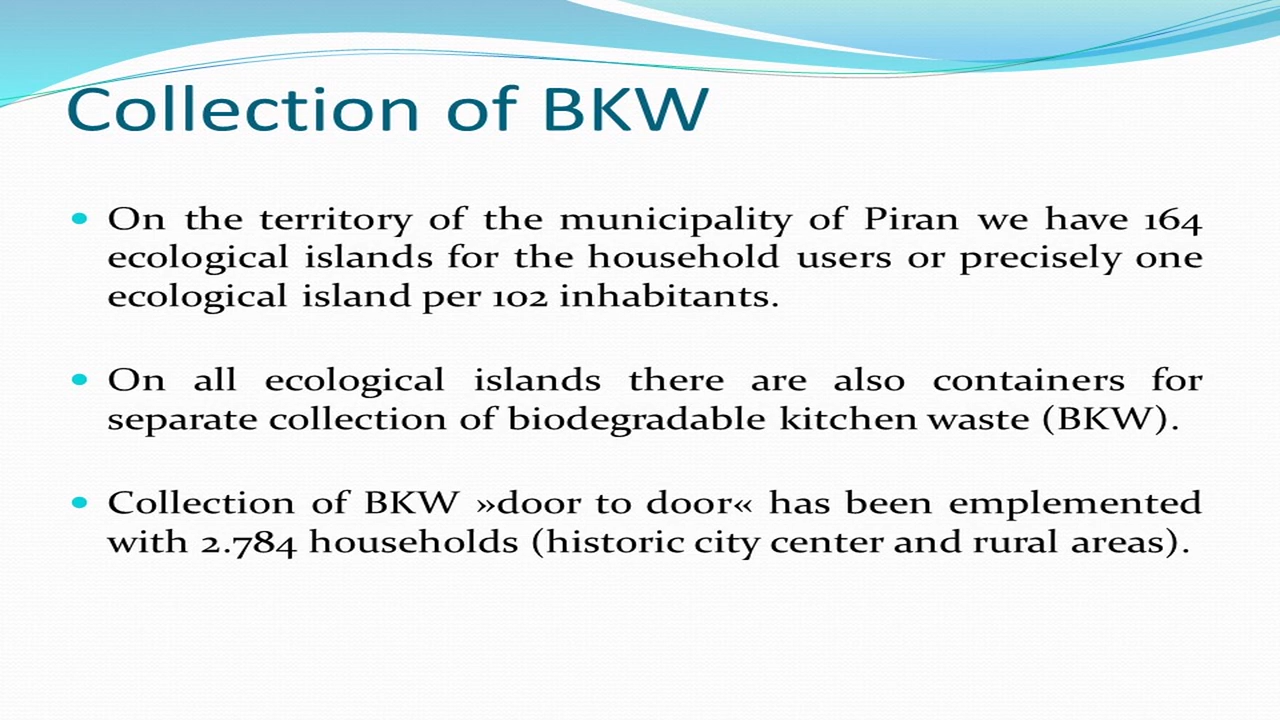 Collection of BKW
• On the territory of the municipality of Piran we have 164
ecological islands for the household users or precisely one
ecological island per 102 inhabitants.
• On all ecological islands there are also containers for
separate collection of biodegradable kitchen waste (BKW).
• Collection of BKW »door to door« has been emplemented
with 2.784 households (historic city center and rural areas).